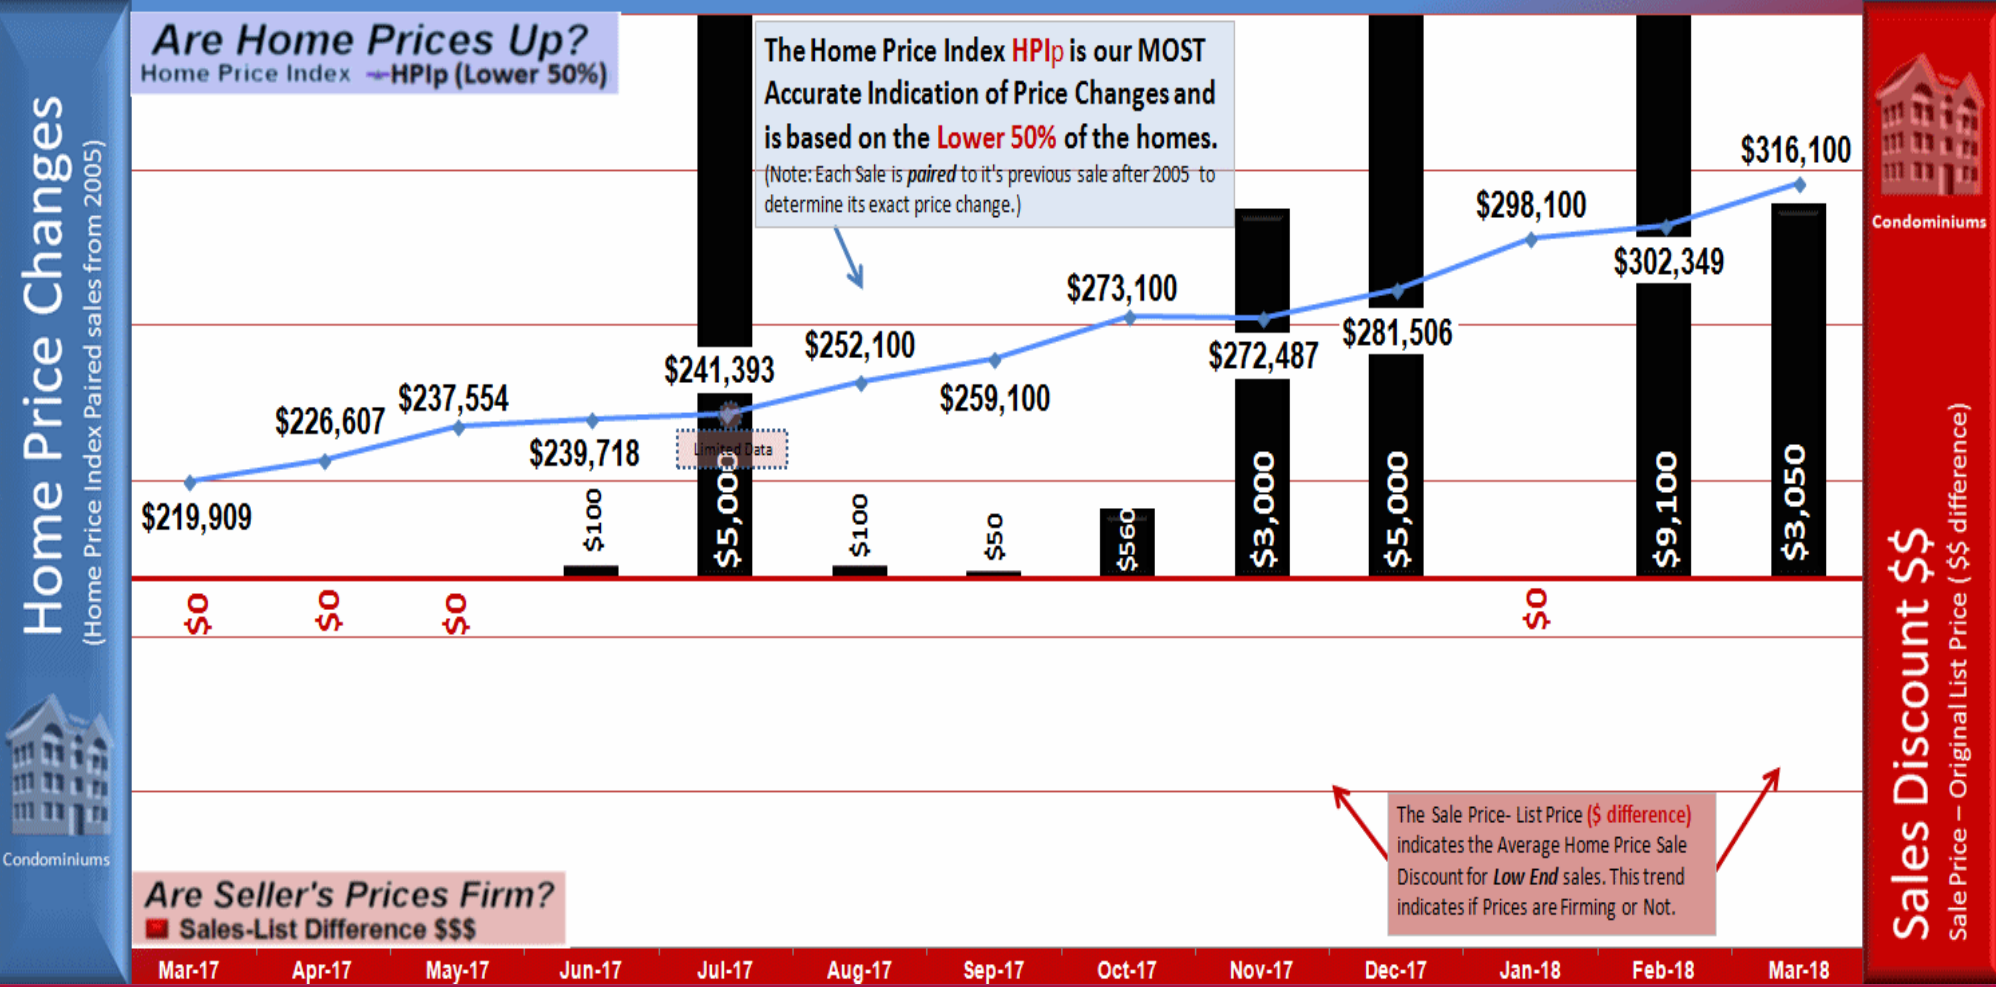 Are Home Prices Up?
Home Price Index HPIp (Lower 50%)
The Home Price Index HPIp is our MOST
Accurate Indication of Price Changes and
is based on the Lower 50% of the homes.
(Note: Each Sale is paired to it's previous sale after 2005 to
determine its exact price change.)
Home Price Changes
(Home Price Index Paired sales from 2005)
Condominiums
$219,909
$226,607
$237,554
$239,718
$241,393
$252,100
$259,100
$273,100
$272,487
$281,506
$298,100
$302,349
$316,100
Limited Data
$0
$0
$0
$100
$5,000
$100
$50
$560
$3,000
$5,000
$0
$9,100
$3,050
Condominiums
Sales Discount $$
Sale Price – Original List Price ( $$ difference)
The Sale Price- List Price ($ difference)
indicates the Average Home Price Sale
Discount for Low End sales. This trend
indicates if Prices are Firming or Not.
Are Seller's Prices Firm?
Sales-List Difference $$$
Mar-17 Apr-17 May-17 Jun-17 Jul-17 Aug-17 Sep-17 Oct-17 Nov-17 Dec-17 Jan-18 Feb-18 Mar-18